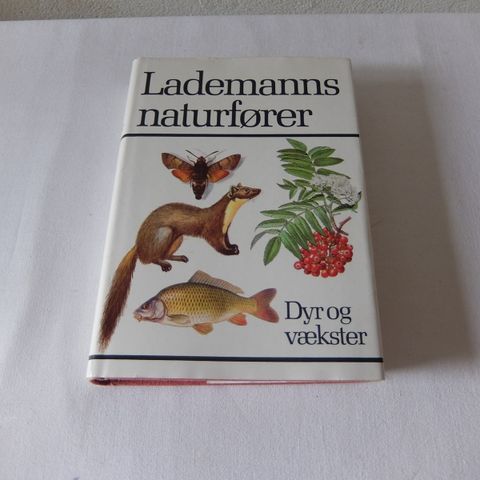 Lademanns
naturfører
Dyr og
vækster